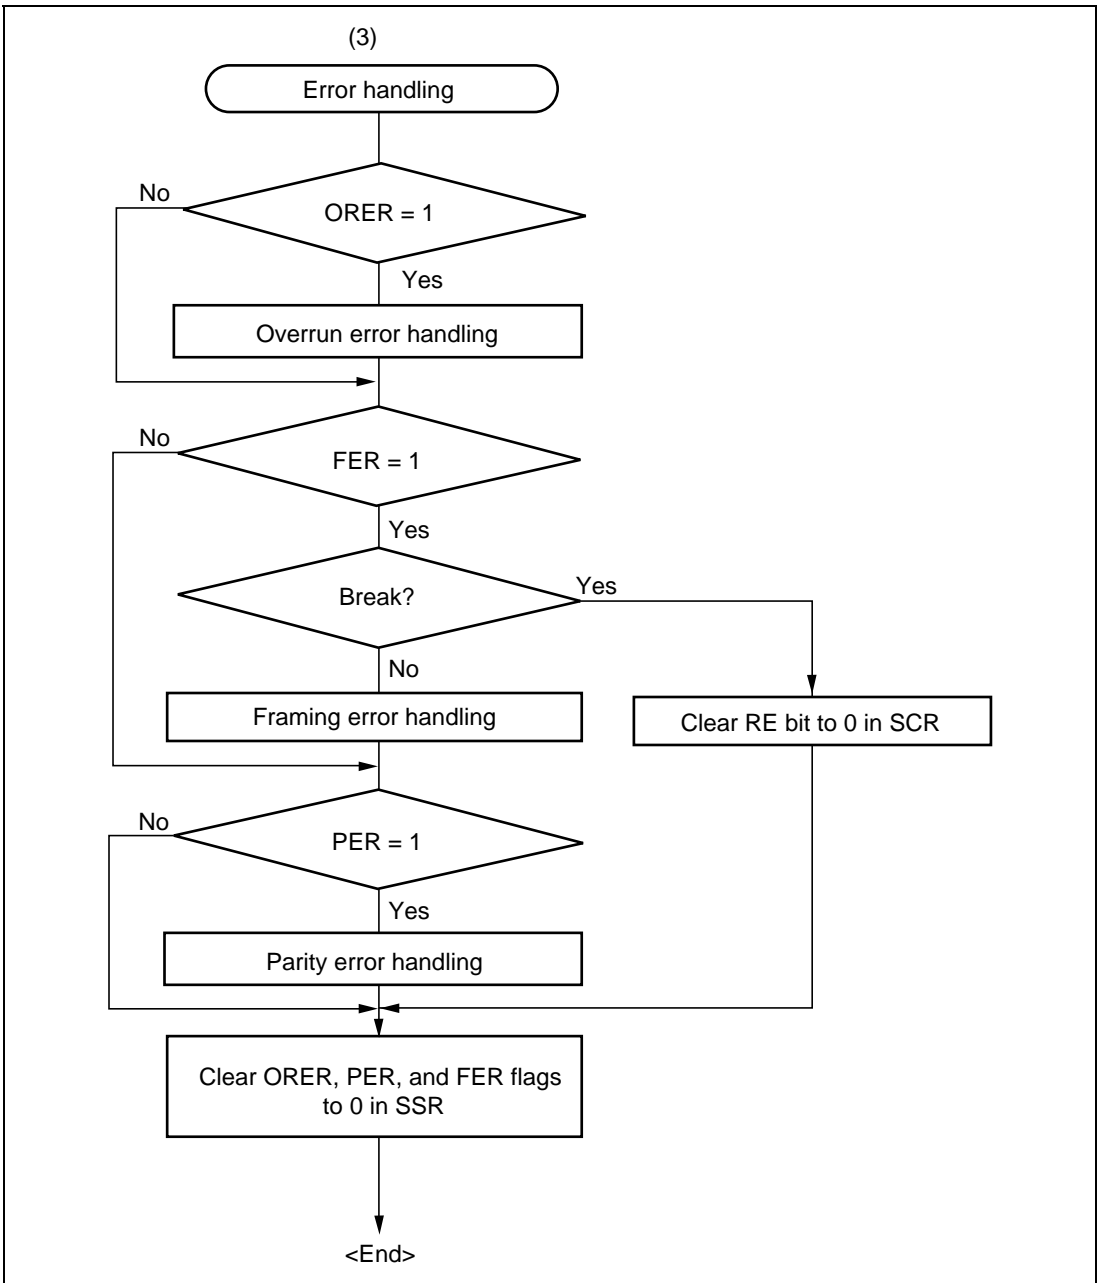 (3)
Error handling
No
ORER = 1
Yes
Overrun error handling
No
FER = 1
Yes
Break?
Yes
No
Framing error handling
Clear RE bit to 0 in SCR
No
PER = 1
Yes
Parity error handling
Clear ORER, PER, and FER flags
to 0 in SSR
<End>